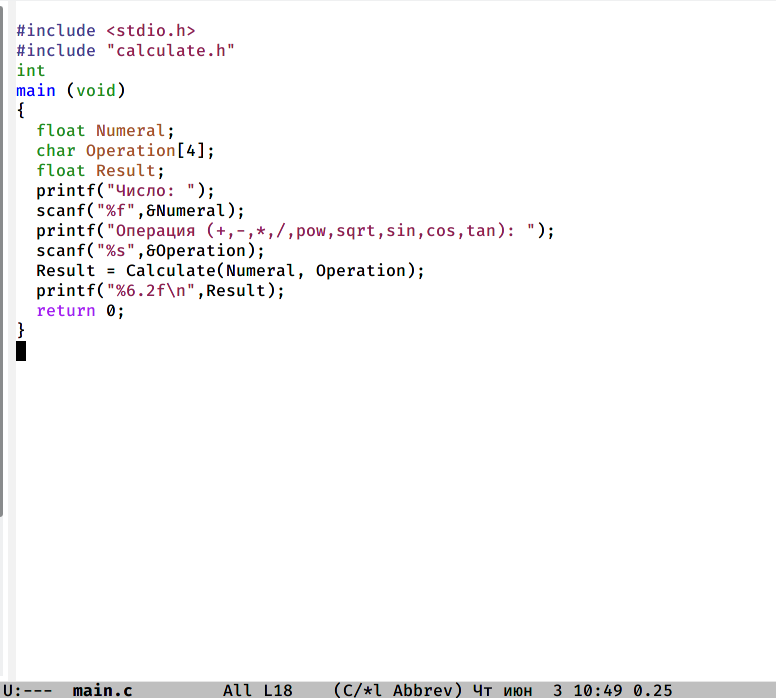 #include <stdio.h>
#include "calculate.h"
int
main (void)
{
  float Numeral;
  char Operation[4];
  float Result;
  printf("Число: ");
  scanf("%f",&Numeral);
  printf("Операция (+,-,*,/,pow,sqrt,sin,cos,tan): ");
  scanf("%s",&Operation);
  Result = Calculate(Numeral, Operation);
  printf("%6.2f\n",Result);
  return 0;
}
U:---  main.c         All L18    (C/*l Abbrev) Чт июн  3 10:49 0.25